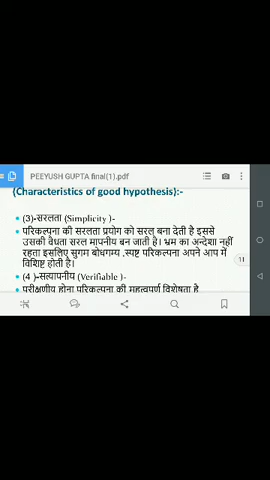 PEEYUSH GUPTA final(1).pdf
(Characteristics of good hypothesis):-
(3)-सरलता (Simplicity )-
परिकल्पना की सरलता प्रयोग को सरल बना देती है इससे
उसकी वैधता सरल मापनीय बन जाती है। भ्रम का अन्देशा नहीं
रहता इसलिए सुगम बोधगम्य ,स्पष्ट परिकल्पना अपने आप में
विशिष्ट होती है।
11
(4 )-सत्यापनीय (Verifiable )-
परीक्षणीय होना परिकल्पना की महत्वपूर्ण विशेषता है